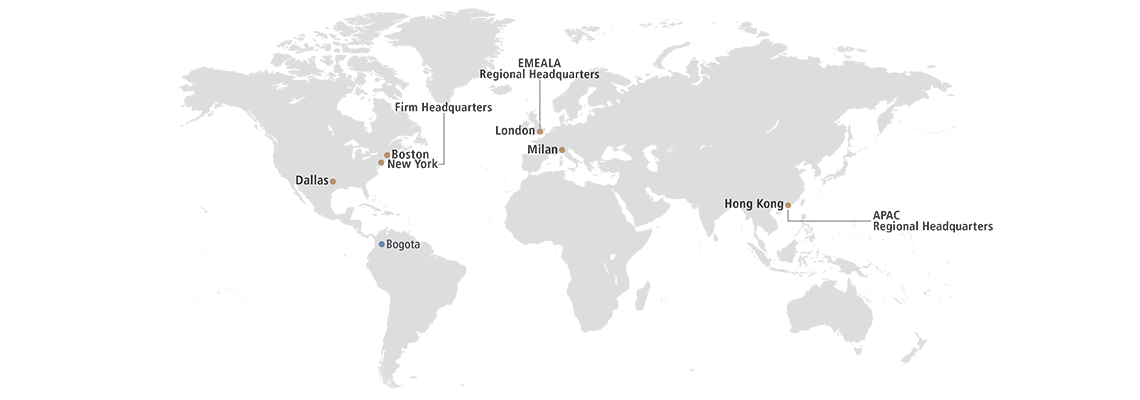 EMEALA
Regional Headquarters
Firm Headquarters
London
Milan
Boston
New York
Dallas
Hong Kong
APAC
Regional Headquarters
Bogota